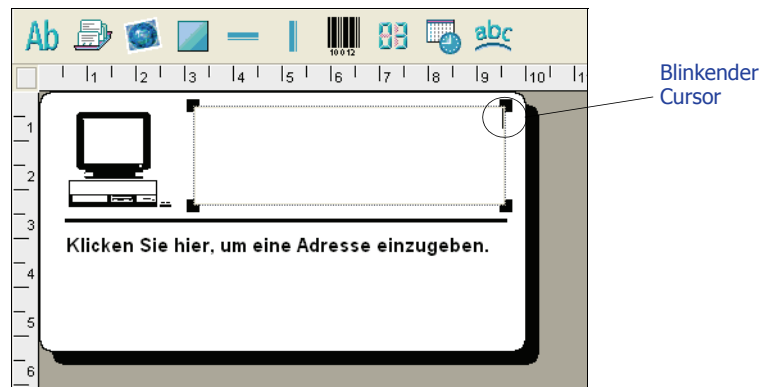 Ab 10012 abc
1 2 3 4 5 6 7 8 9 10 1
Blinkender
Cursor
1
2
3
Klicken Sie hier, um eine Adresse einzugeben.
4
5
6